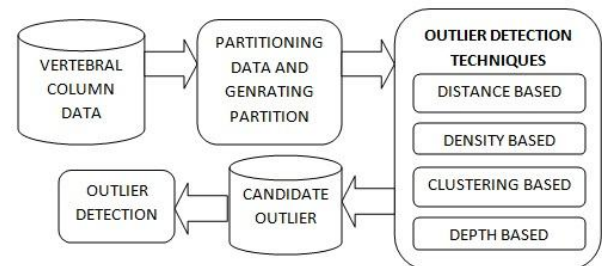 VERTEBRAL
COLUMN
DATA
PARTITIONING
DATA AND
GENRATING
PARTITION
OUTLIER DETECTION
TECHNIQUES
DISTANCE BASED
DENSITY BASED
CLUSTERING BASED
DEPTH BASED
CANDIDATE
OUTLIER
OUTLIER
DETECTION